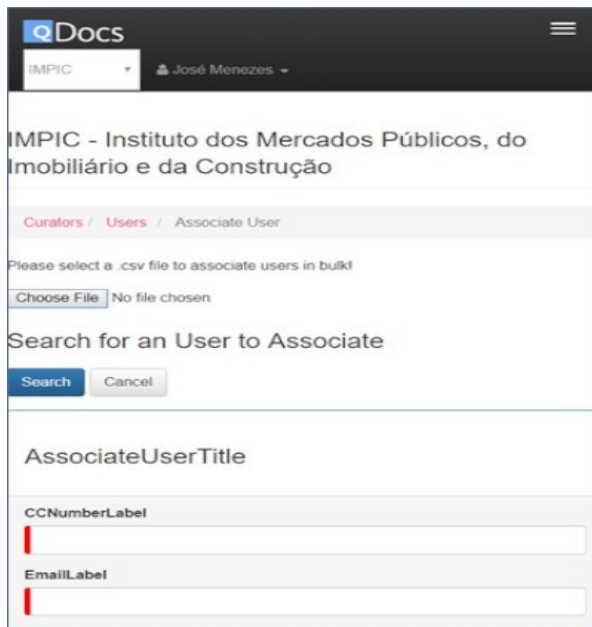 QDocs
IMPIC
José Menezes
IMPIC - Instituto dos Mercados Públicos, do
Imobiliário e da Construção
Curators / Users / Associate User
Please select a .csv file to associate users in bulk!
Choose File No file chosen
Search for an User to Associate
Search Cancel
AssociateUserTitle
CCNumberLabel
EmailLabel